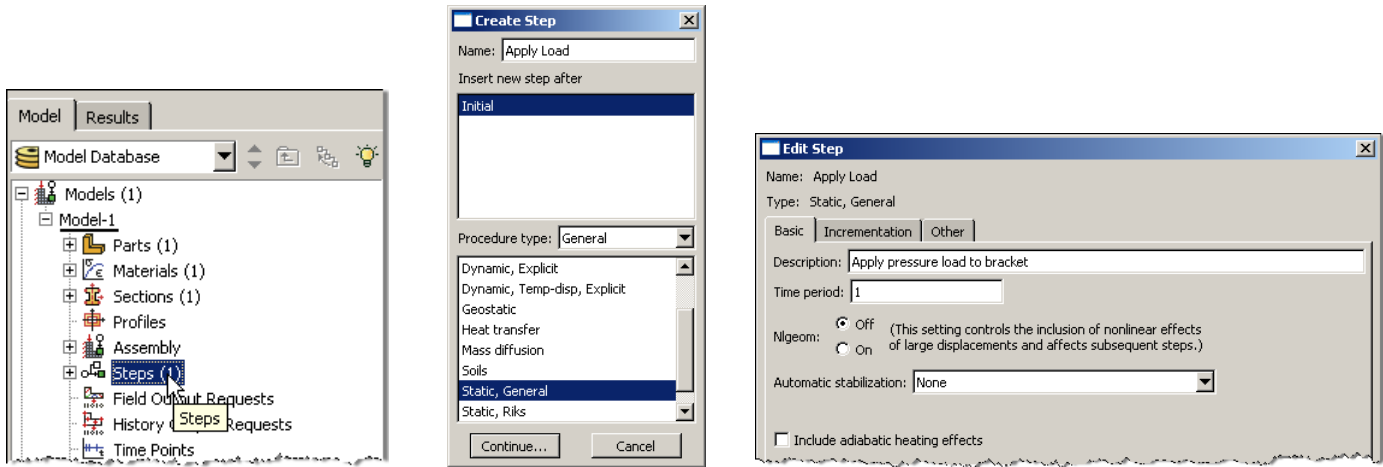 Model Results
Model Database
Models (1)
Model-1
Parts (1)
Materials (1)
Sections (1)
Profiles
Assembly
Steps (1)
Field Output Requests
Steps
History Requests
Time Points
Create Step
Name: Apply Load
Insert new step after
Initial
Procedure type: General
Dynamic, Explicit
Dynamic, Temp-disp, Explicit
Geostatic
Heat transfer
Mass diffusion
Soils
Static, General
Static, Riks
Continue... Cancel
Edit Step
Name: Apply Load
Type: Static, General
Basic Incrementation Other
Description: Apply pressure load to bracket
Time period: 1
Nlgeom: Off (This setting controls the inclusion of nonlinear effects
On of large displacements and affects subsequent steps.)
Automatic stabilization: None
Include adiabatic heating effects